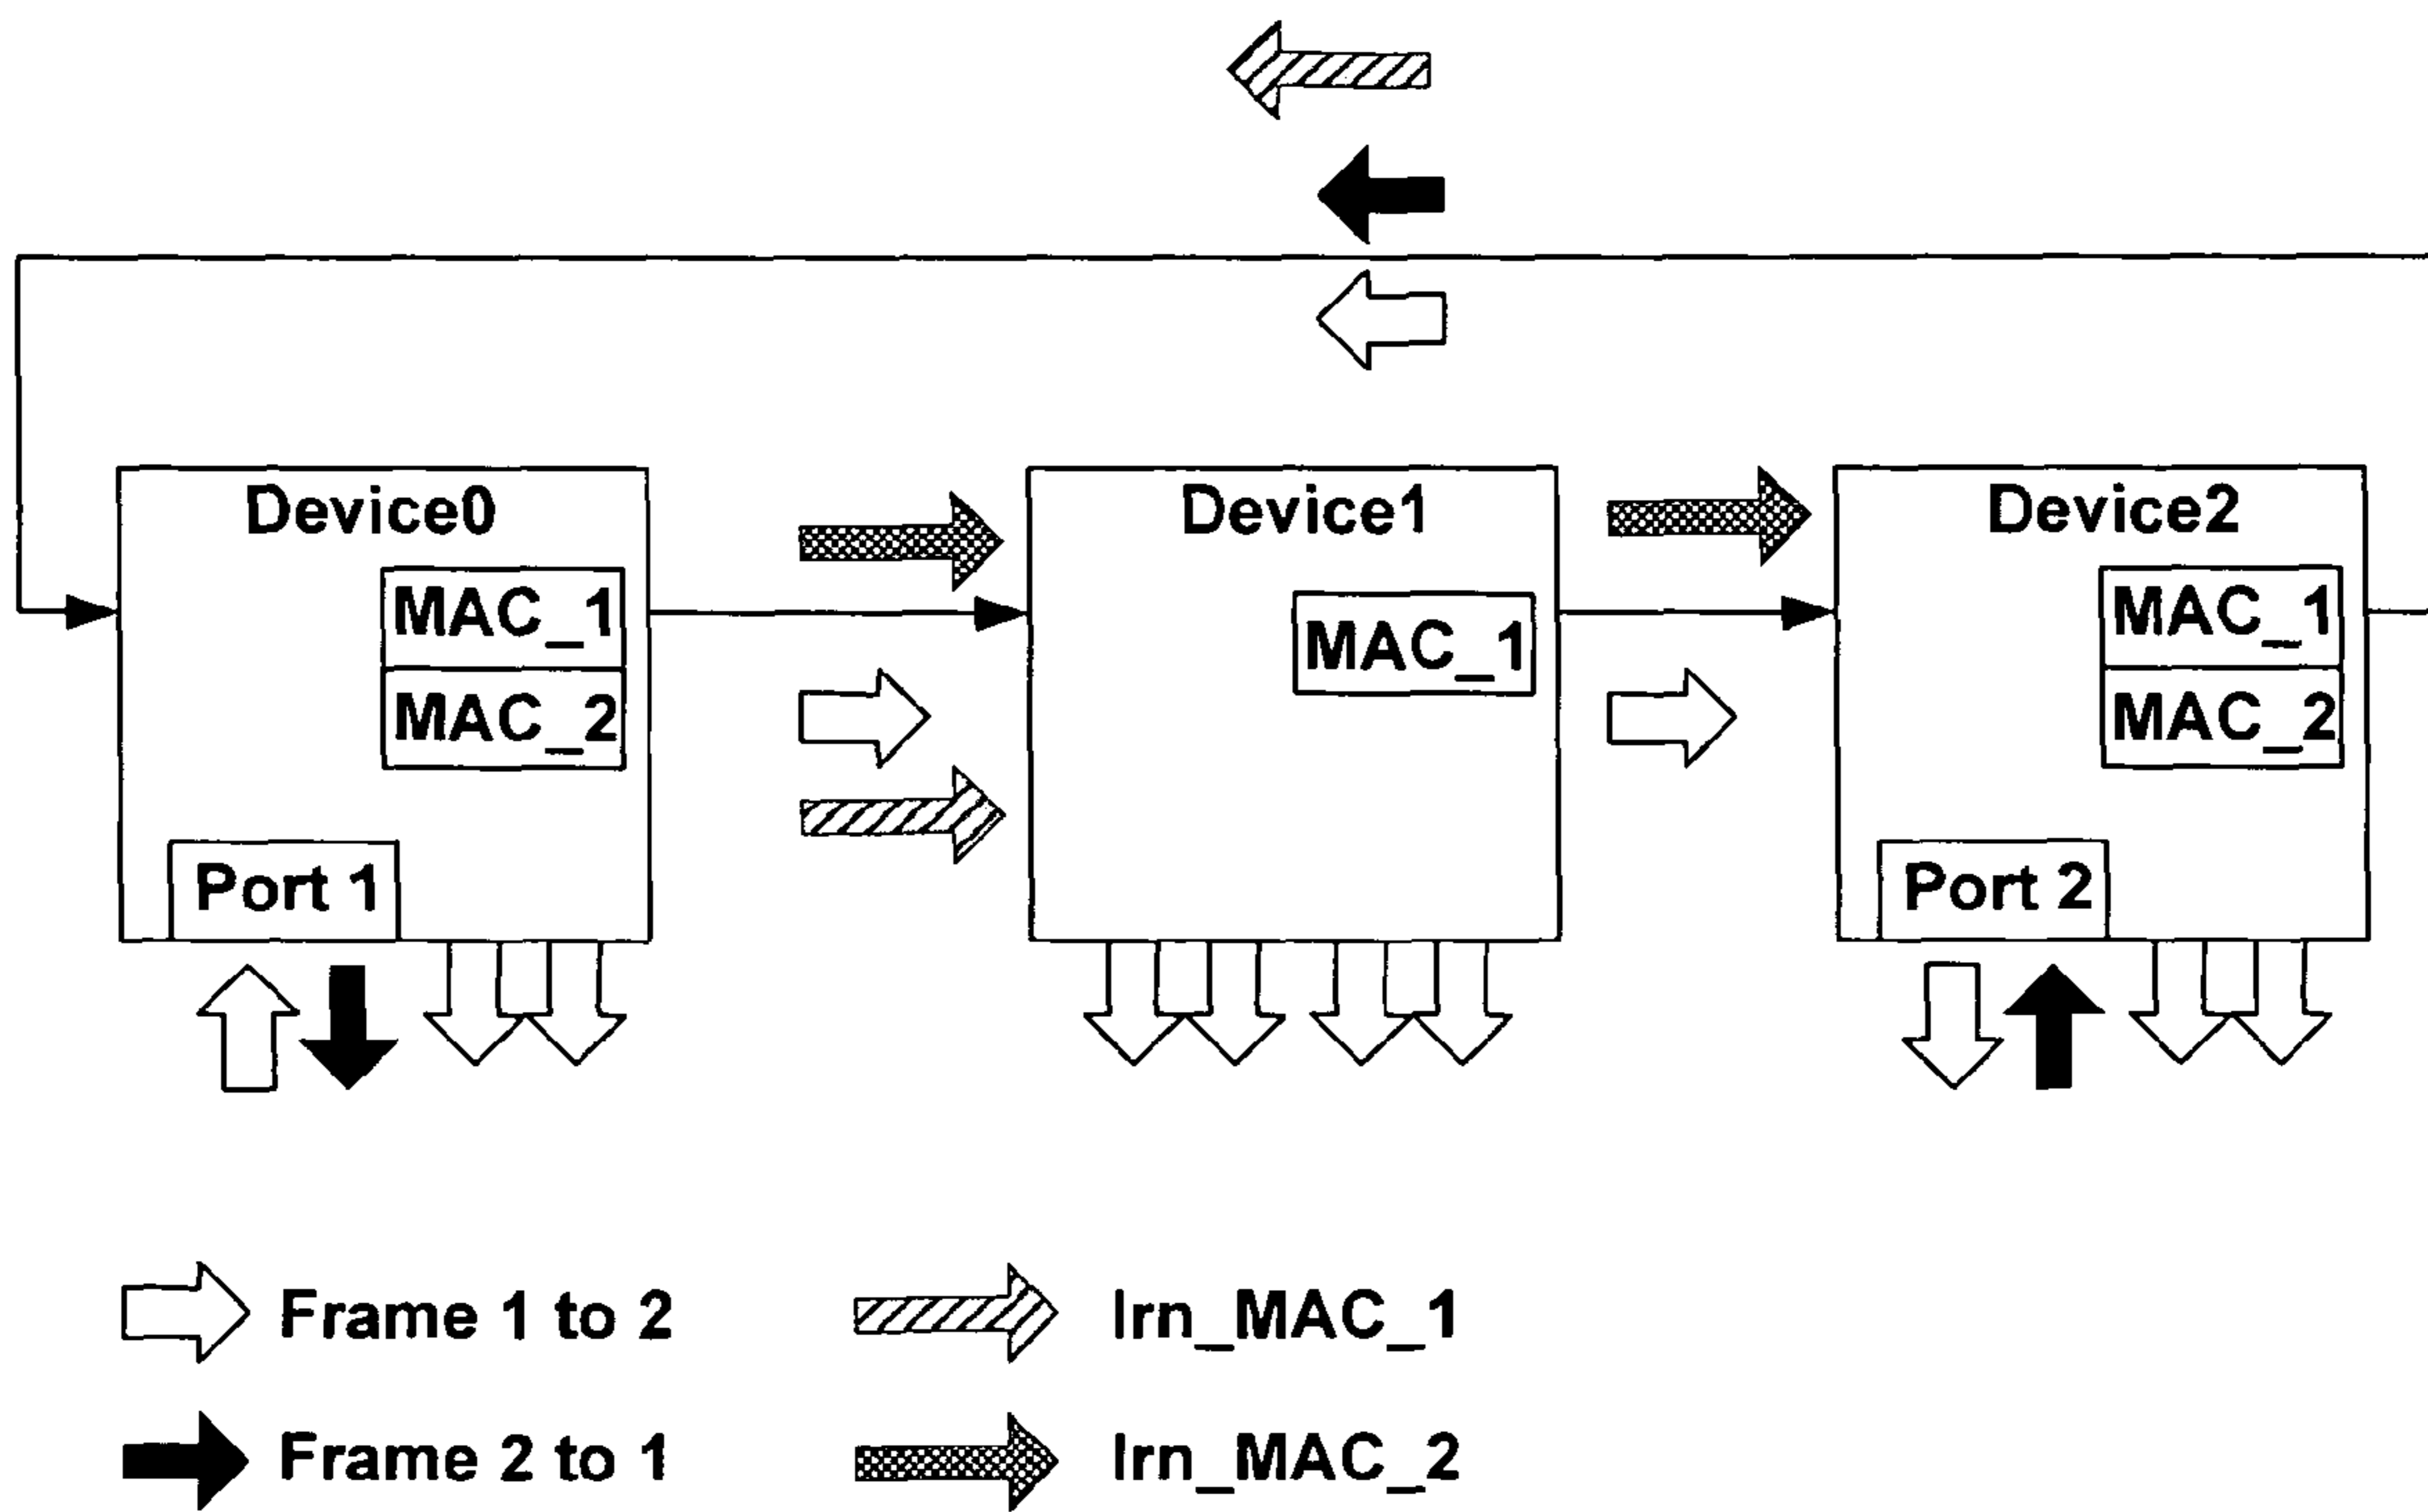 Device0
Device1
Device2
MAC_1
MAC_2
MAC_1
MAC_1
MAC_2
Port 1
Port 2
Frame 1 to 2
lrn_MAC_1
Frame 2 to 1
lrn_MAC_2